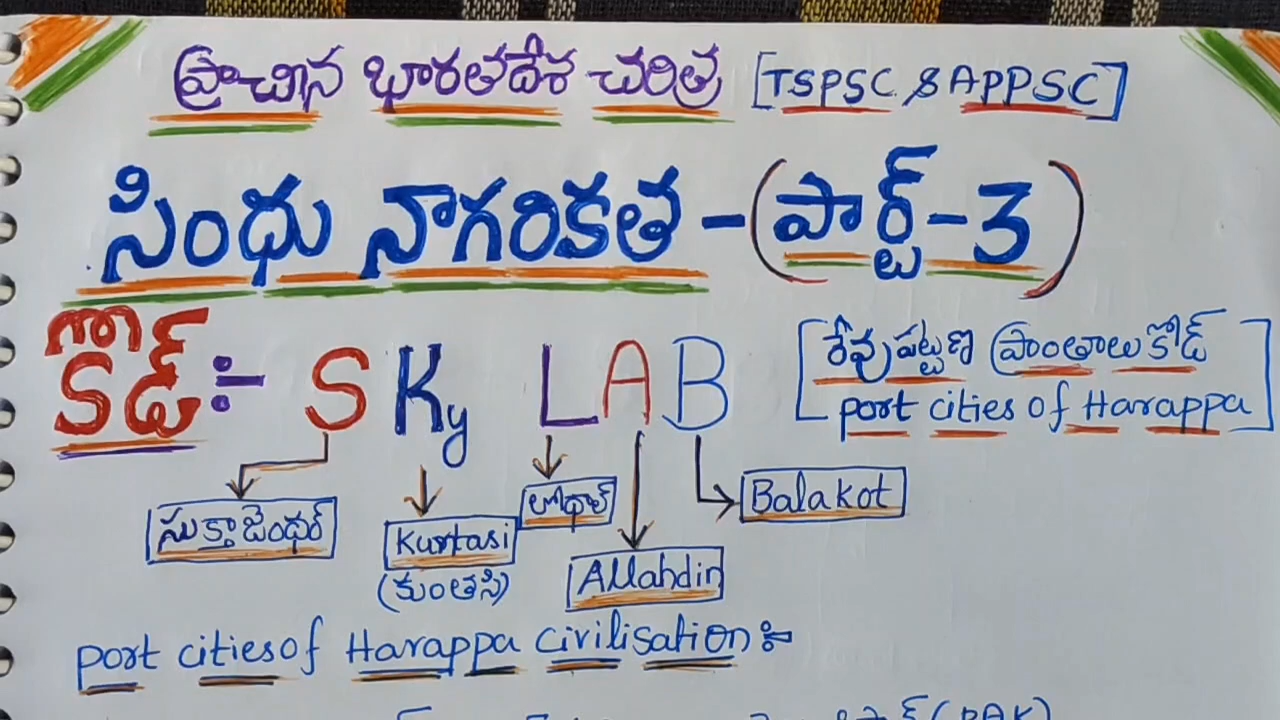 ప్రాచీన భారతదేశ చరిత్ర [TSPSC & APPSC]
సింధు నాగరికత - (పార్ట్-3)
కోడ్ :- SKy LAB
[రేవు పట్టణ ప్రాంతాలు కోడ్
port cities of Harappa]
సుక్తా జెందర్
Kurtasi
(కుంతసి)
లోథాల్
Allahdin
Balakot
port cities of Harappa Civilisation :-